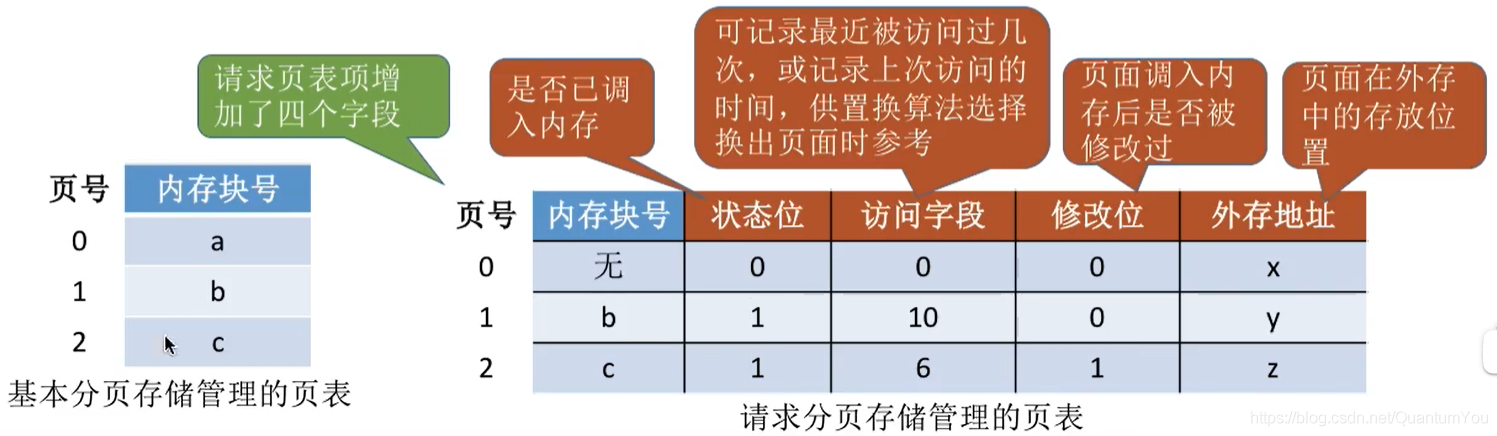 请求页表项增
加了四个字段
是否已调
入内存
可记录最近被访问过几
次，或记录上次访问的
时间，供置换算法选择
换出页面时参考
页面调入内
存后是否被
修改过
页面在外存
中的存放位
置
页号 内存块号
0 a
1 b
2 c
基本分页存储管理的页表
页号 内存块号 状态位 访问字段 修改位 外存地址
0 无 0 0 0 x
1 b 1 10 0 y
2 c 1 6 1 z
请求分页存储管理的页表
https://blog.csdn.net/QuantumYou